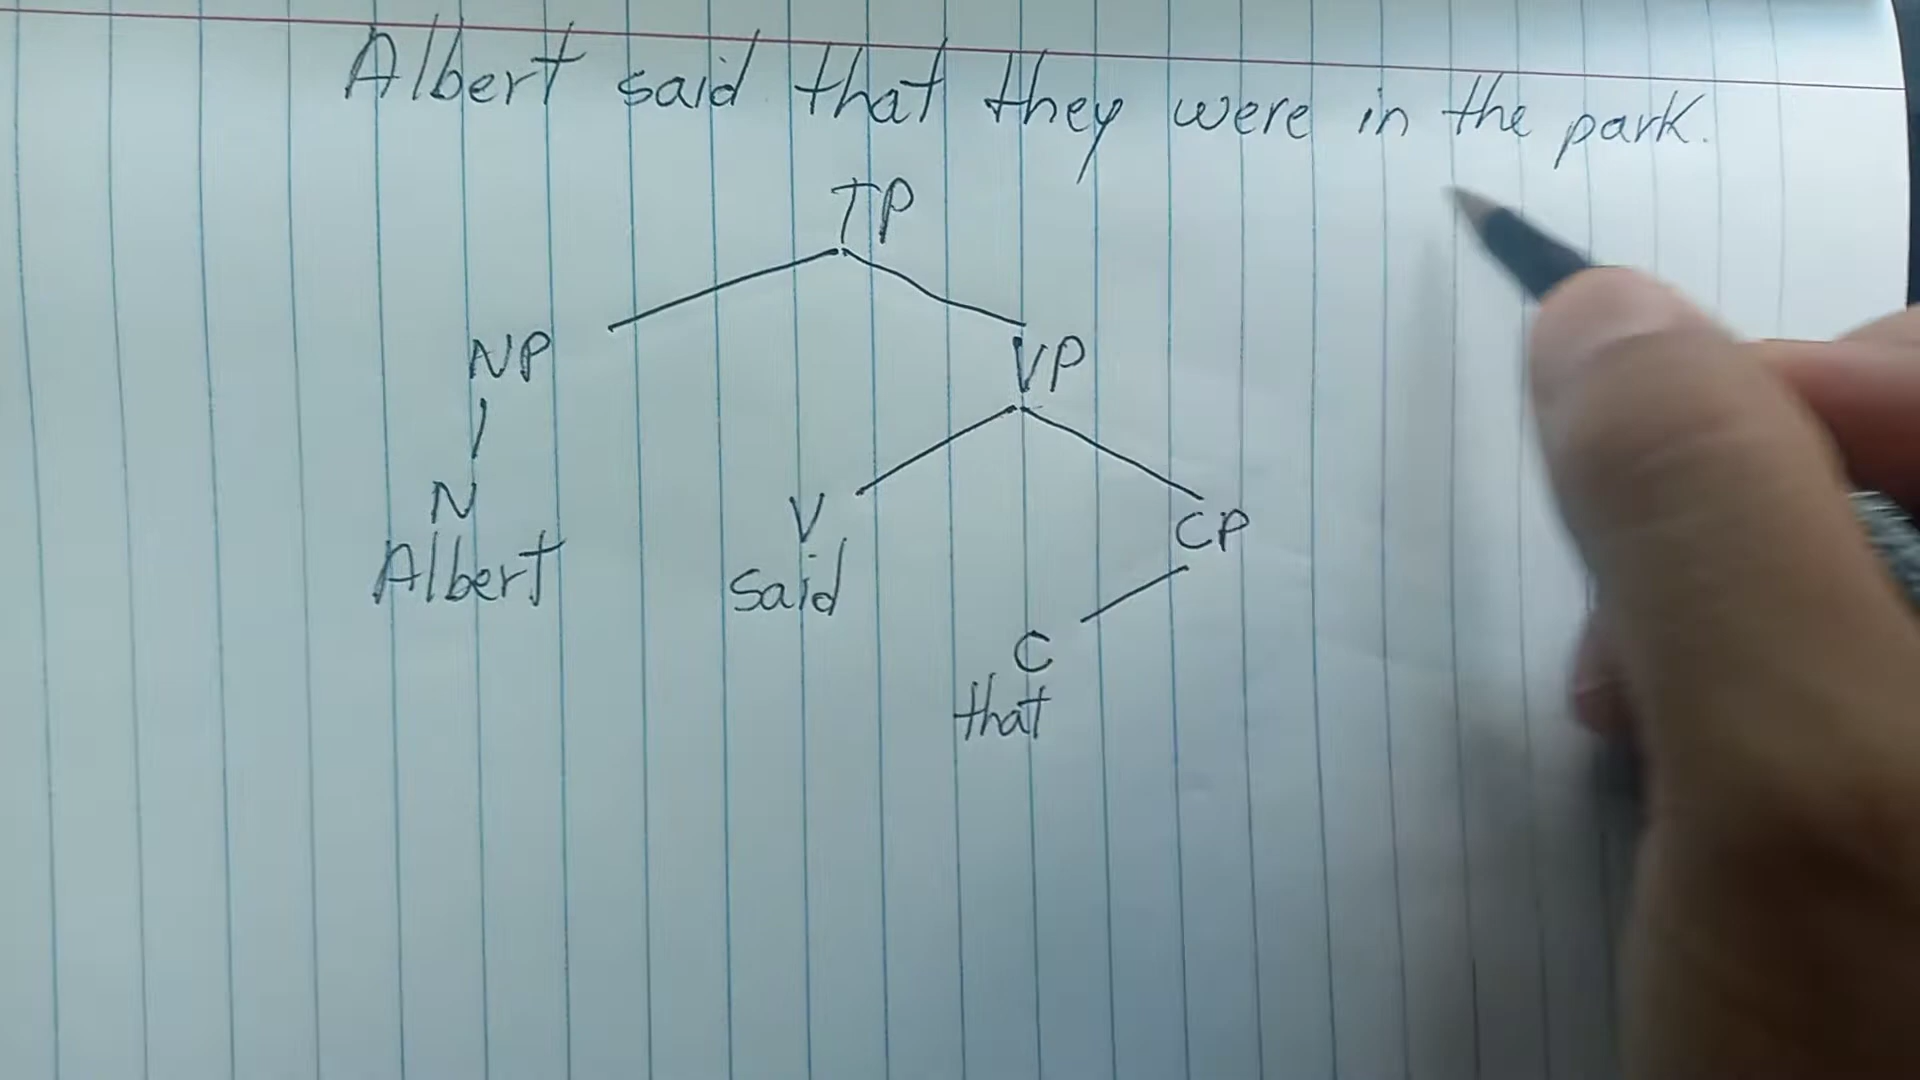 Albert said that they were in the park.
TP
NP VP
N V CP
Albert said
C
that